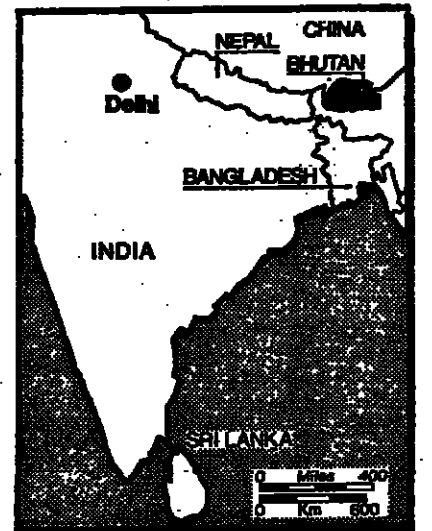 CHINA
NEPAL
BHUTAN
Delhi
BANGLADESH
INDIA
SRI LANKA
0 Miles 400
0 Km 600